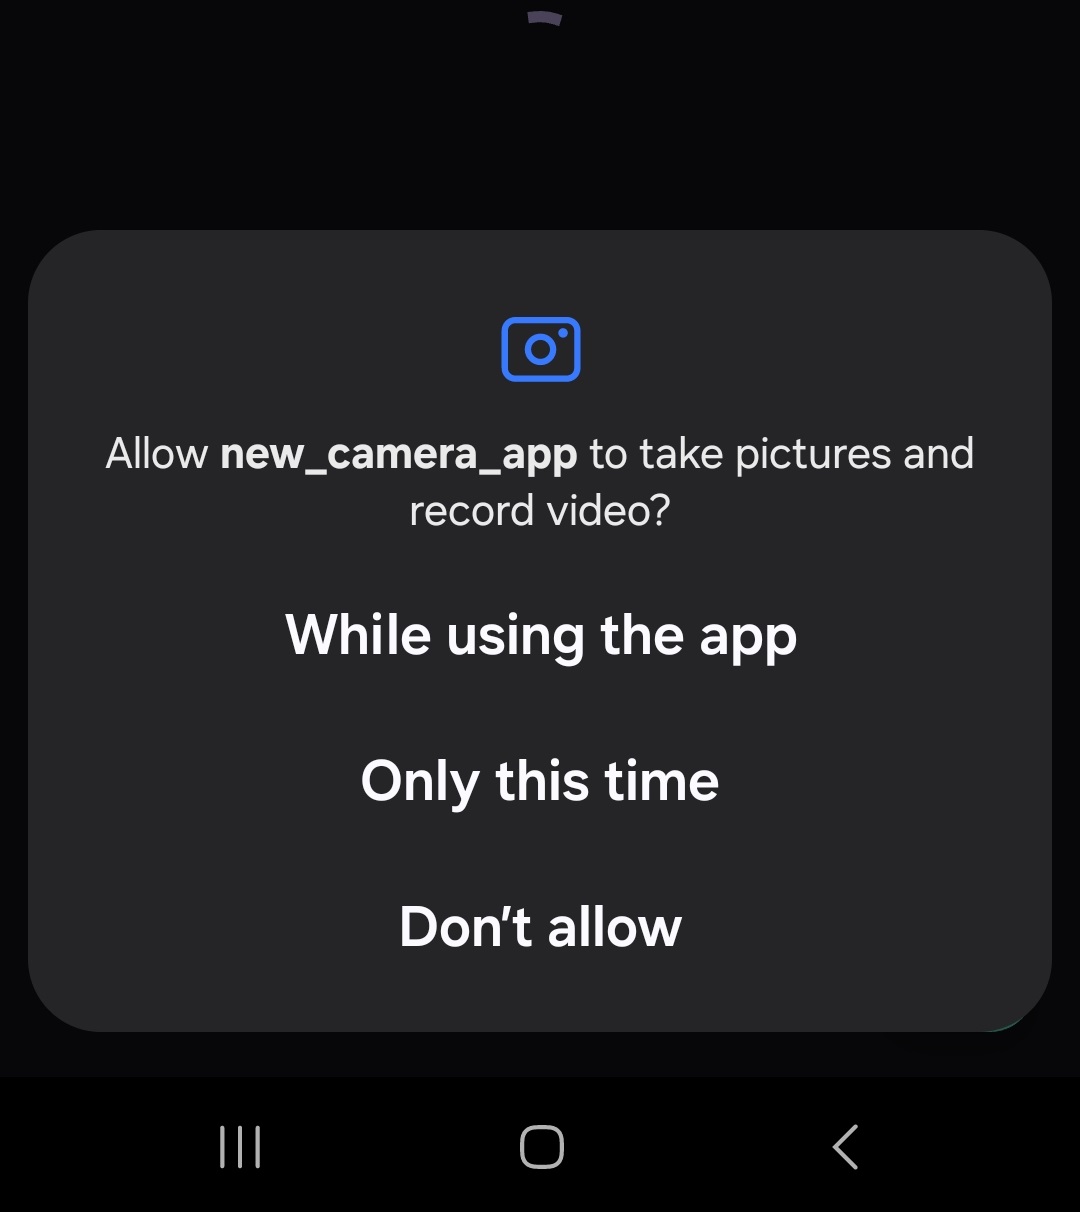 Allow new_camera_app to take pictures and
record video?
While using the app
Only this time
Don’t allow